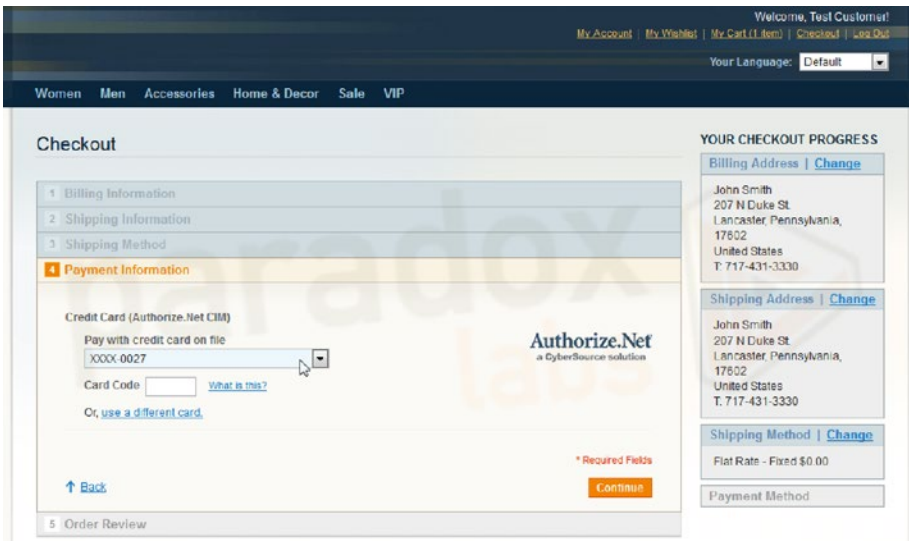 Welcome, Test Customer!
My Account | My Wishlist | My Cart (1 item) | Checkout | Log Out
Your Language: Default
Women Men Accessories Home & Decor Sale VIP
Checkout
1 Billing Information
2 Shipping Information
3 Shipping Method
4 Payment Information
Credit Card (Authorize.Net CIM)
Pay with credit card on file
XXXX-0027
Card Code What is this?
Or, use a different card.
Authorize.Net
a CyberSource solution
* Required Fields
Back
Continue
5 Order Review
YOUR CHECKOUT PROGRESS
Billing Address | Change
John Smith
207 N Duke St.
Lancaster, Pennsylvania,
17602
United States
T: 717-431-3330
Shipping Address | Change
John Smith
207 N Duke St.
Lancaster, Pennsylvania,
17602
United States
T: 717-431-3330
Shipping Method | Change
Flat Rate - Fixed $0.00
Payment Method
paradox
labs